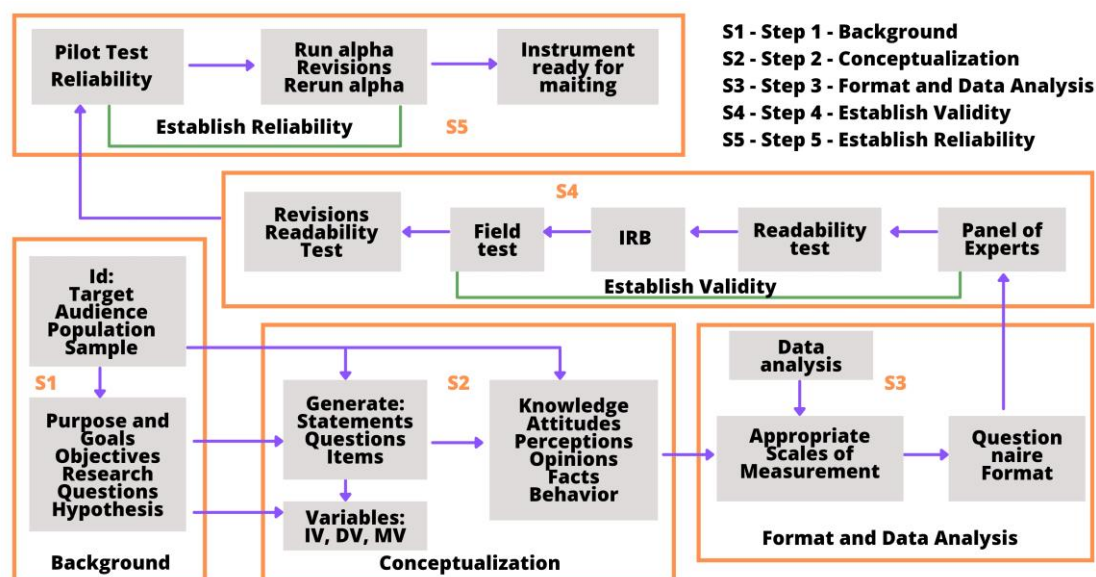 Pilot Test
Reliability
Run alpha
Revisions
Rerun alpha
Instrument
ready for
maiting
Establish Reliability
S5
S1 - Step 1 - Background
S2 - Step 2 - Conceptualization
S3 - Step 3 - Format and Data Analysis
S4 - Step 4 - Establish Validity
S5 - Step 5 - Establish Reliability
S4
Revisions
Readability
Test
Field
test
IRB
Readability
test
Panel of
Experts
Establish Validity
Id:
Target
Audience
Population
Sample
S1
Purpose and
Goals
Objectives
Research
Questions
Hypothesis
Background
S2
Generate:
Statements
Questions
Items
Variables:
IV, DV, MV
Knowledge
Attitudes
Perceptions
Opinions
Facts
Behavior
Conceptualization
Data
analysis
S3
Appropriate
Scales of
Measurement
Question
naire
Format
Format and Data Analysis